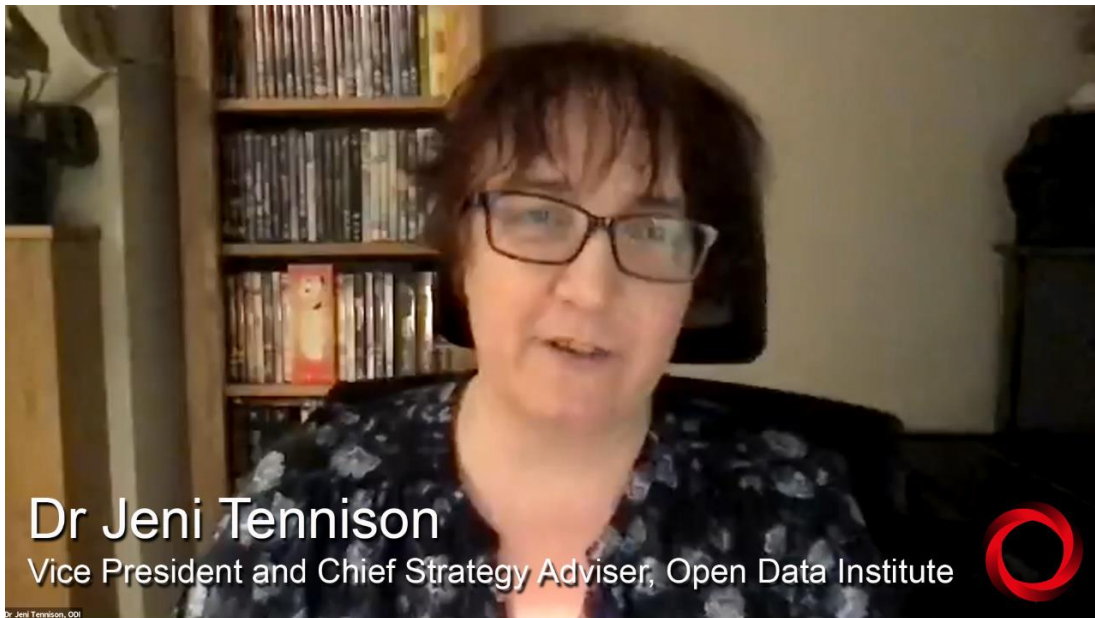 Dr Jeni Tennison
Vice President and Chief Strategy Adviser, Open Data Institute
Dr Jeni Tennison, ODI